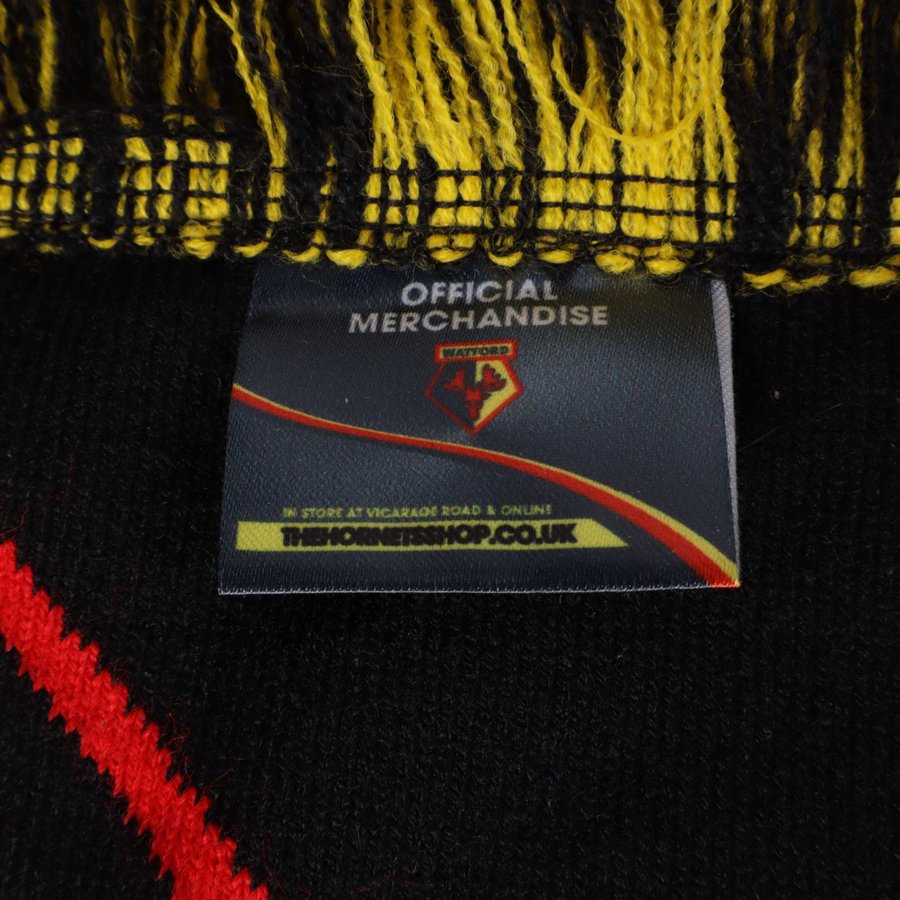 OFFICIAL
MERCHANDISE
WATFORD
IN STORE AT VICARAGE ROAD & ONLINE
THEHORNETSSHOP.CO.UK